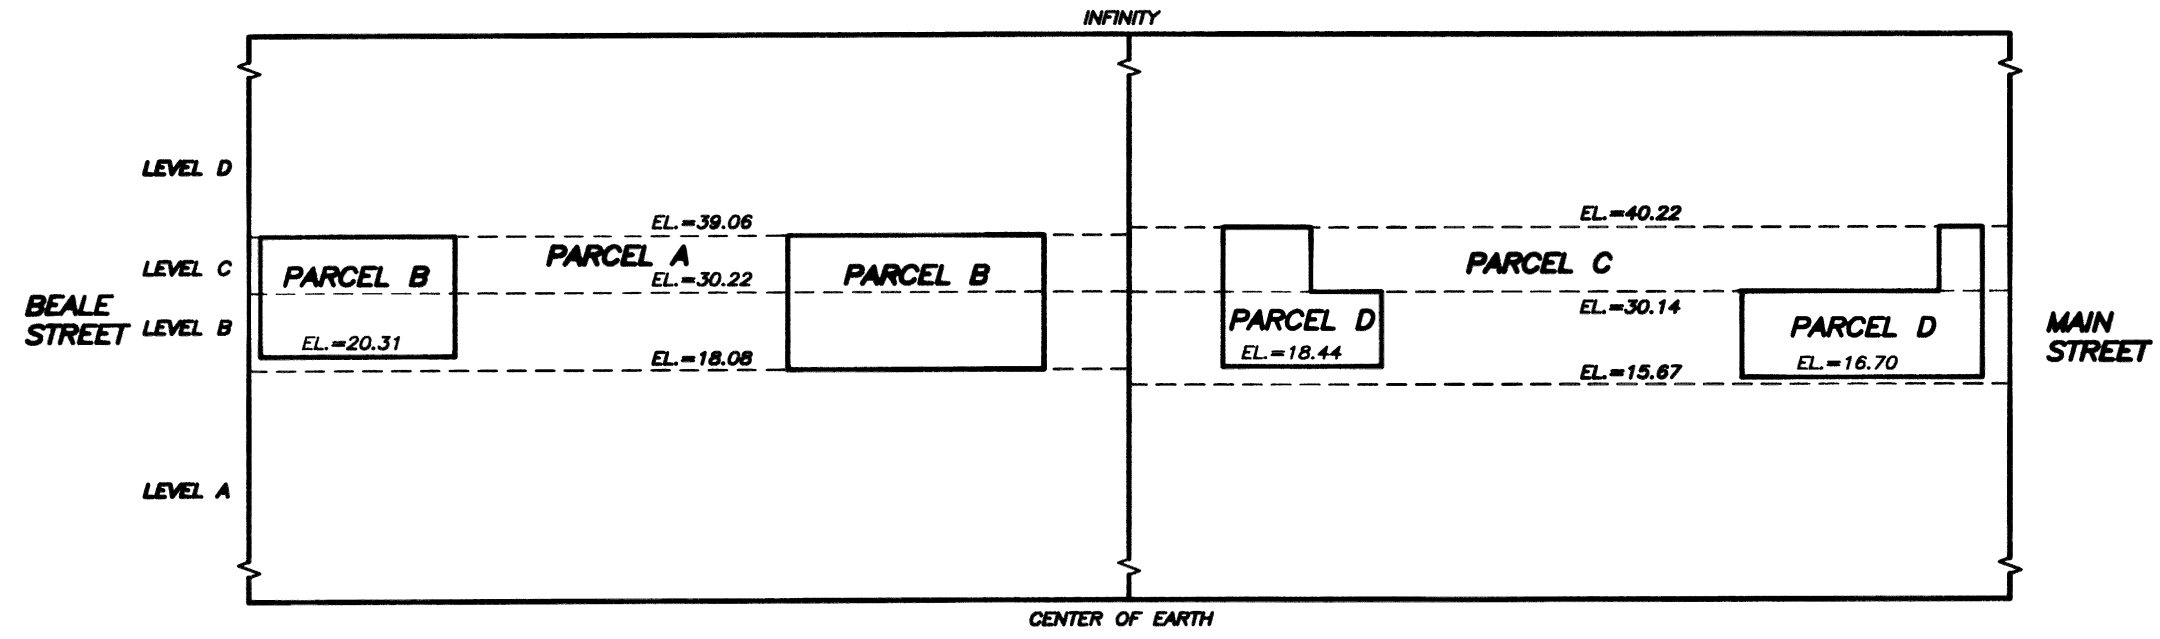 INFINITY
LEVEL D
EL.=39.06
EL.=40.22
PARCEL A
PARCEL C
LEVEL C
PARCEL B
EL.=30.22
PARCEL B
BEALE
STREET
LEVEL B
EL.=30.14
PARCEL D
PARCEL D
MAIN
STREET
EL.=20.31
EL.=18.08
EL.=18.44
EL.=15.67
EL.=16.70
LEVEL A
CENTER OF EARTH